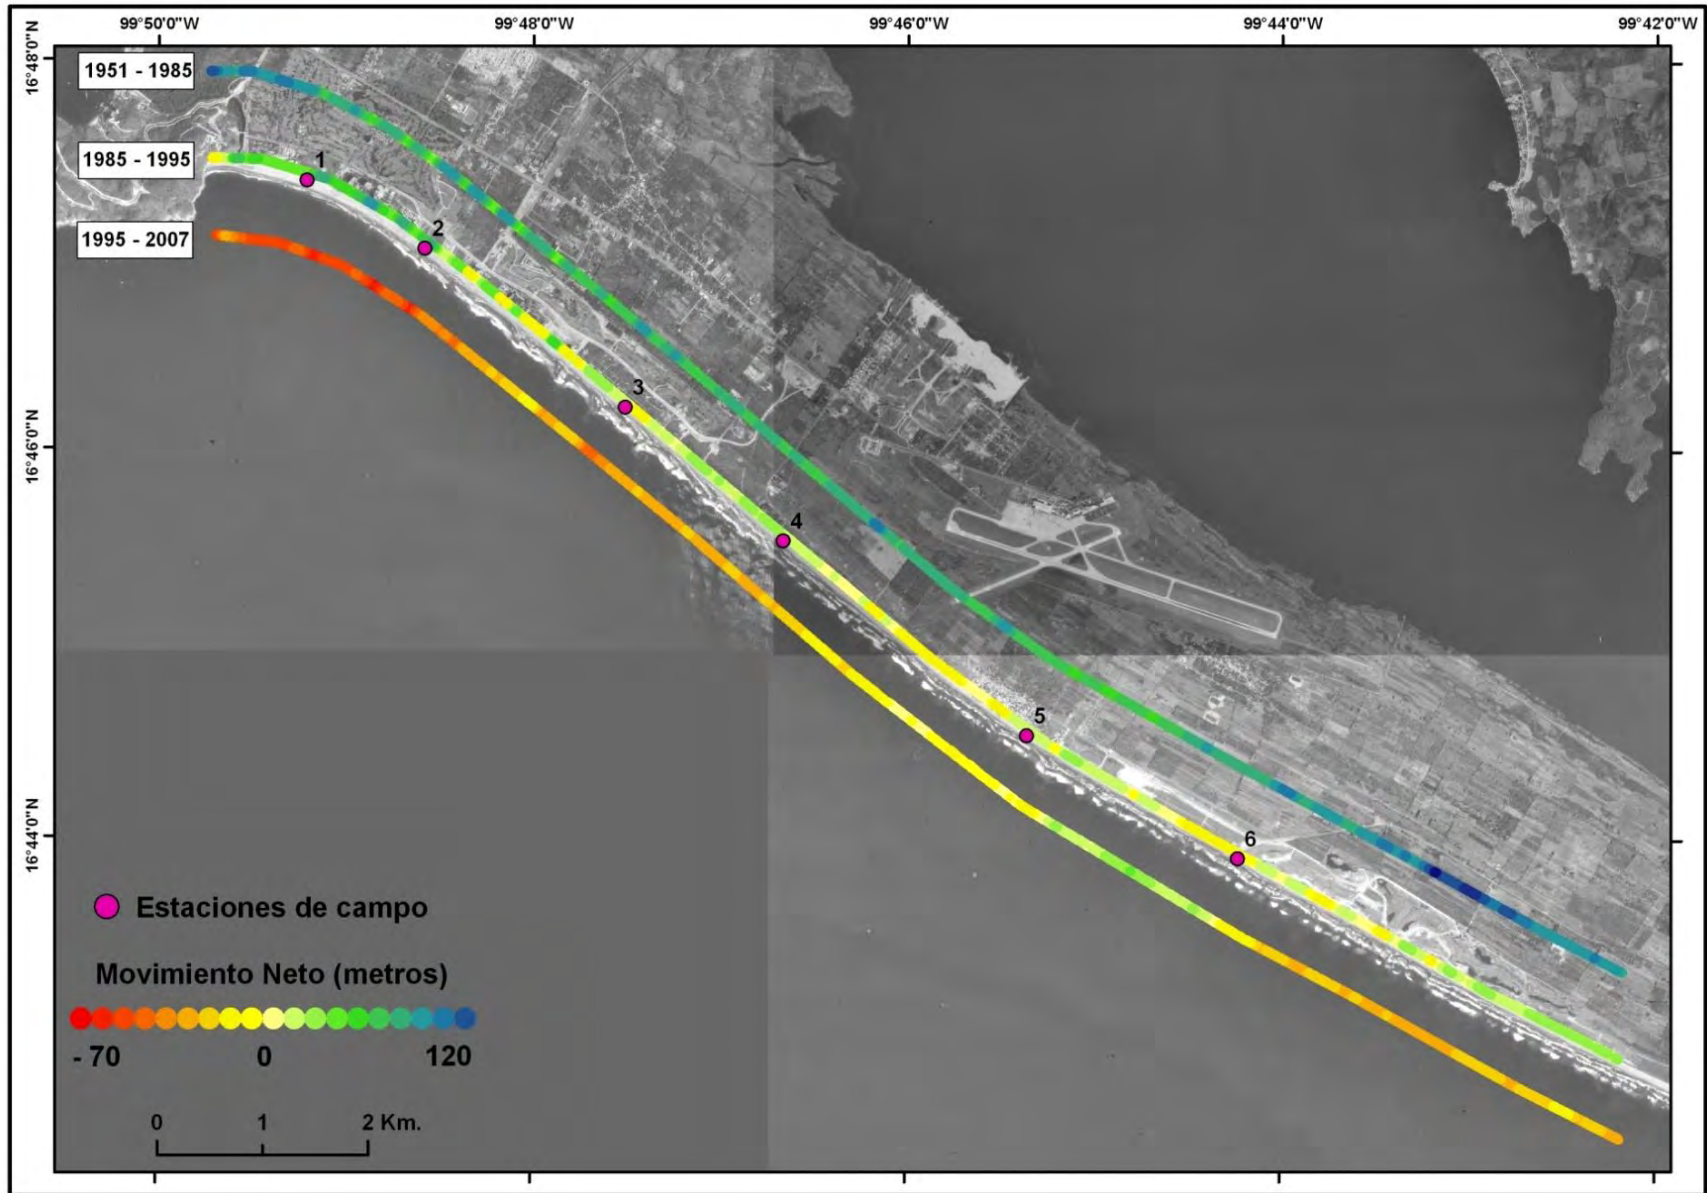 99°50'0"W
99°48'0"W
99°46'0"W
99°44'0"W
99°42'0"W
16°48'0"N
1951 - 1985
1985 - 1995
1
1995 - 2007
2
3
16°46'0"N
4
5
16°44'0"N
6
Estaciones de campo
Movimiento Neto (metros)
- 70 0 120
0 1 2 Km.